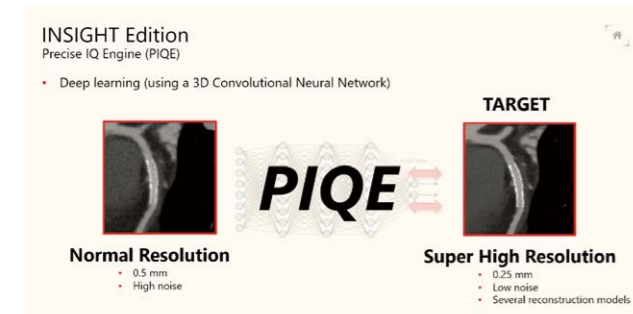 INSIGHT Edition
Precise IQ Engine (PIQE)
• Deep learning (using a 3D Convolutional Neural Network)
TARGET
PIQE
Normal Resolution
• 0.5 mm
• High noise
Super High Resolution
• 0.25 mm
• Low noise
• Several reconstruction models